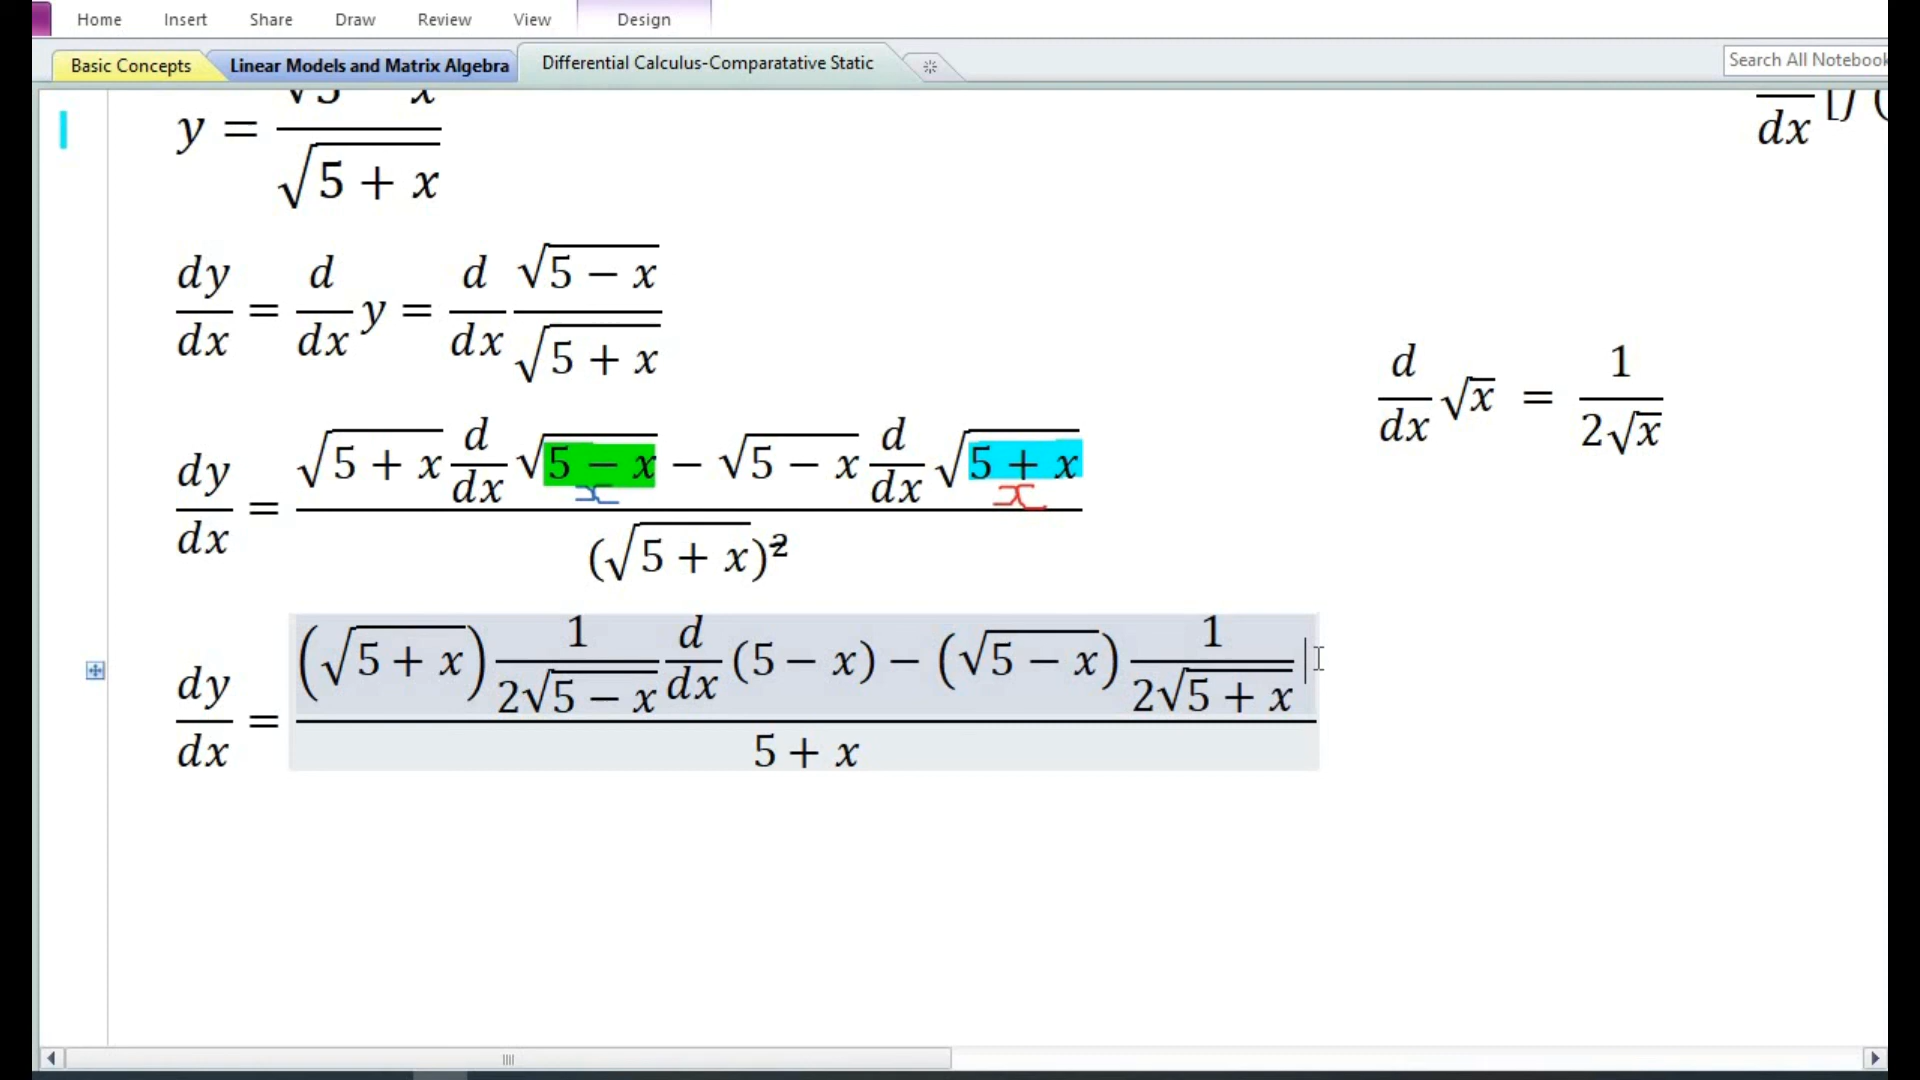 Home Insert Share Draw Review View Design
Basic Concepts Linear Models and Matrix Algebra Differential Calculus-Comparatative Static Search All Notebook
y = √5 − x / √5 + x
dx
dy/dx = d/dx y = d/dx √5 − x / √5 + x
d/dx √x = 1 / 2√x
dy/dx = √5 + x d/dx √5 − x − √5 − x d/dx √5 + x / (√5 + x)²
x x
dy/dx = (√5 + x) 1 / 2√5 − x d/dx (5 − x) − (√5 − x) 1 / 2√5 + x / 5 + x